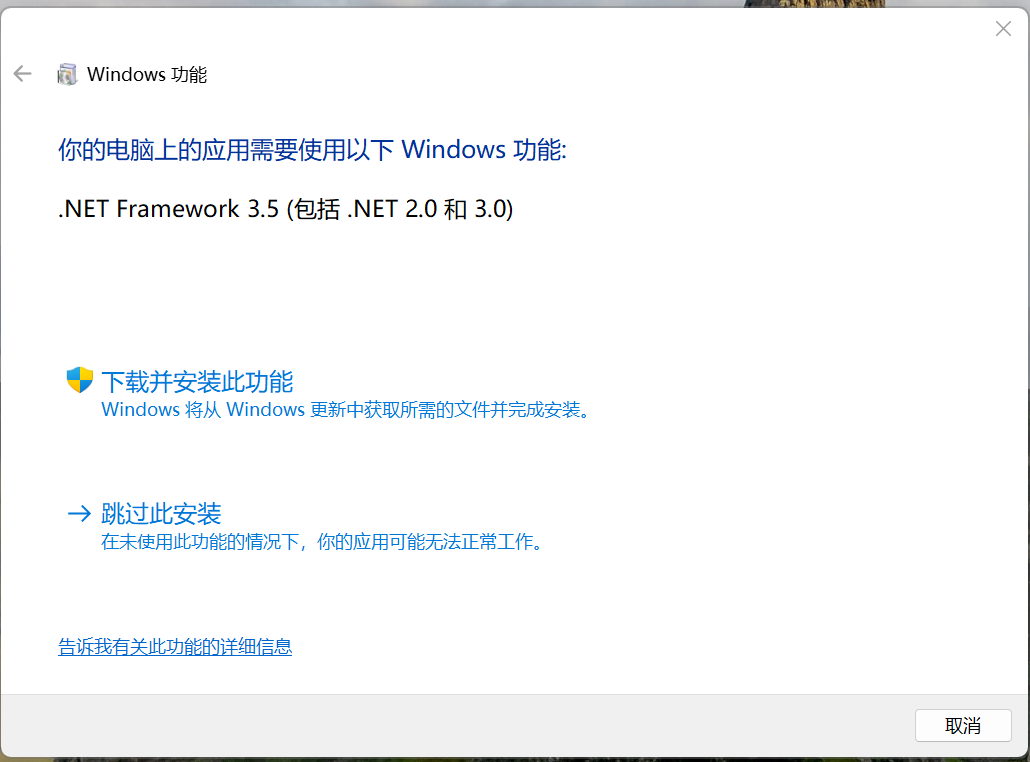 Windows 功能
你的电脑上的应用需要使用以下 Windows 功能:
.NET Framework 3.5 (包括 .NET 2.0 和 3.0)
下载并安装此功能
Windows 将从 Windows 更新中获取所需的文件并完成安装。
跳过此安装
在未使用此功能的情况下，你的应用可能无法正常工作。
告诉我有关此功能的详细信息
取消